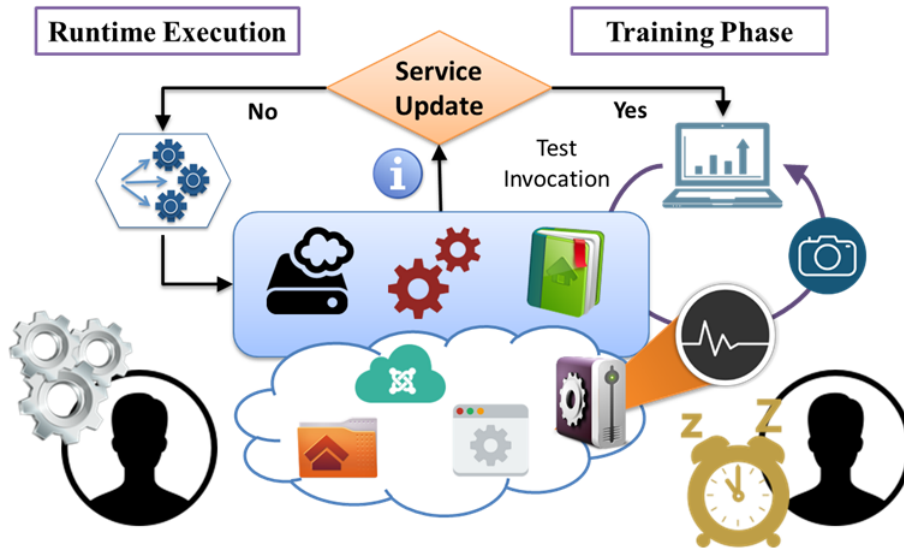 Runtime Execution
Training Phase
Service
Update
No
Yes
Test
Invocation
i
z
Z